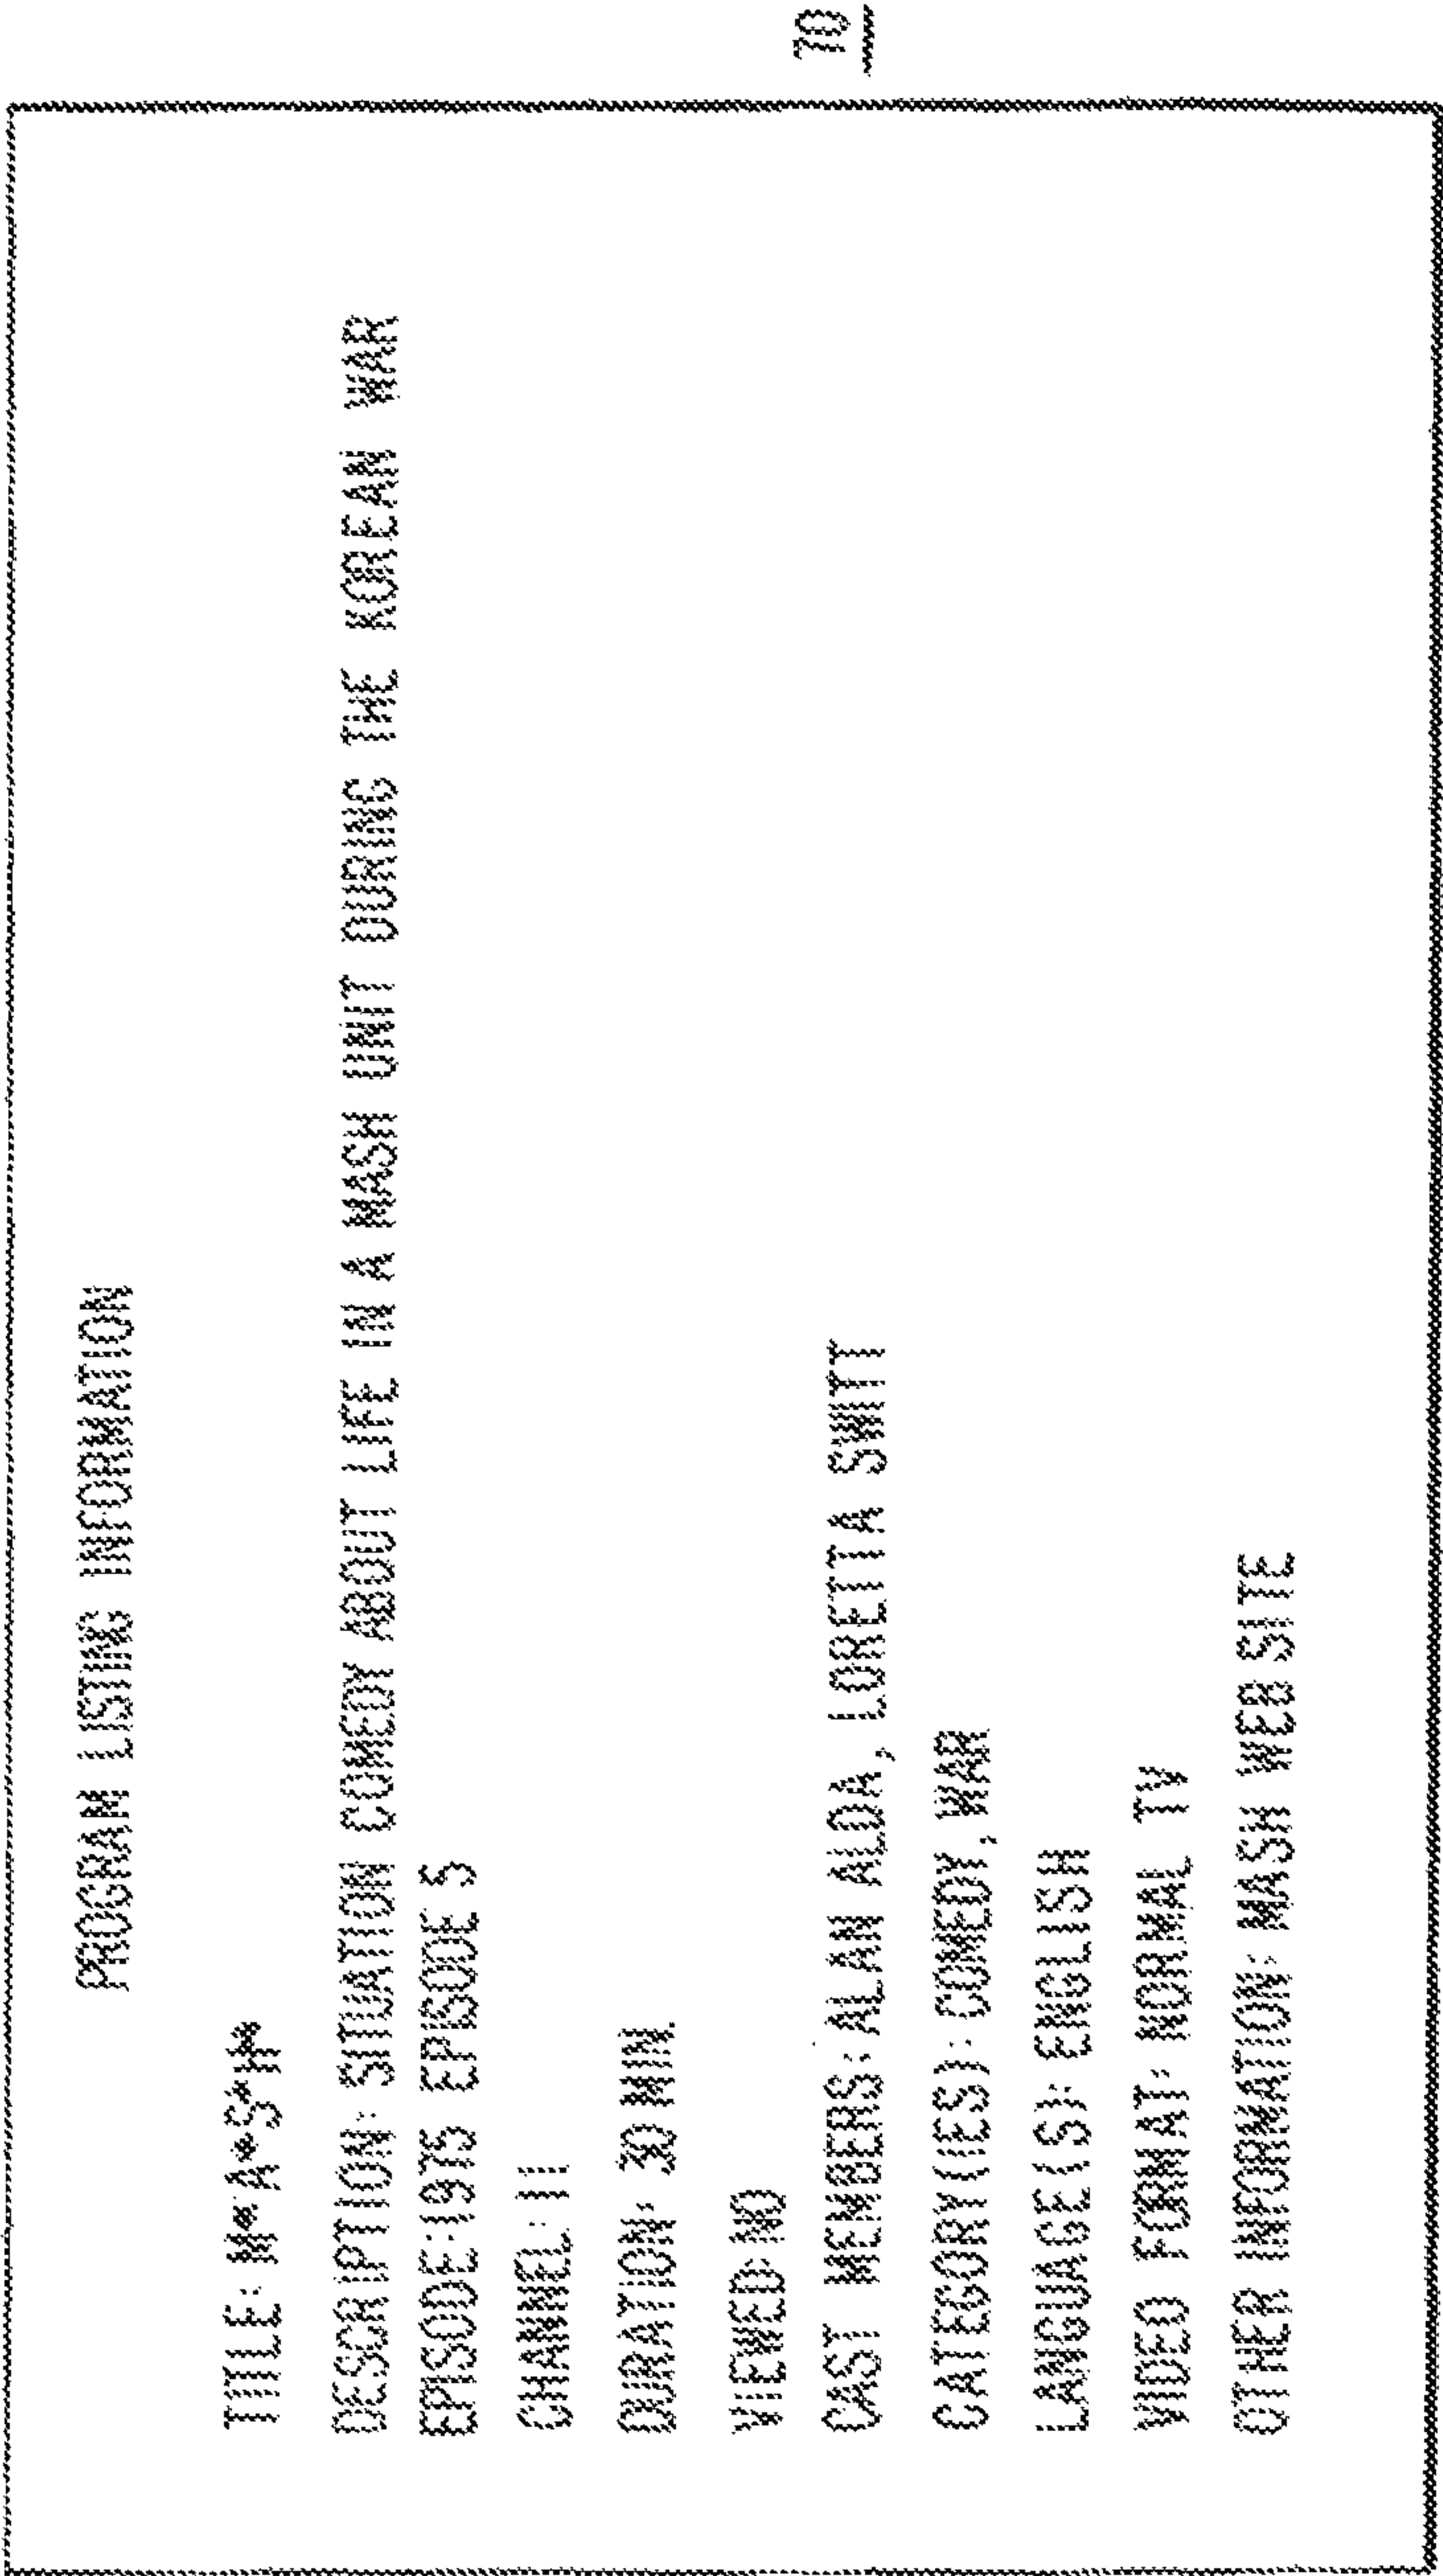 PROGRAM LISTING INFORMATION
TITLE: M*A*S*H*
DESCRIPTION: SITUATION COMEDY ABOUT LIFE IN A MASH UNIT DURING THE KOREAN WAR
EPISODE:1975 EPISODE 5
CHANNEL: 11
DURATION: 30 MIN.
VIEWED: NO
CAST MEMBERS: ALAN ALDA, LORETTA SWITT
CATEGORY(IES): COMEDY, WAR
LANGUAGE(S): ENGLISH
VIDEO FORMAT: NORMAL TV
OTHER INFORMATION: MASH WEB SITE
70